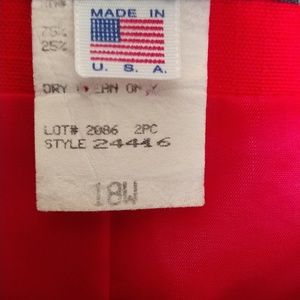 MADE IN
U. S. A.
75%
25%
DRY CLEAN ONLY
LOT# 2086 2PC
STYLE 24416
18W